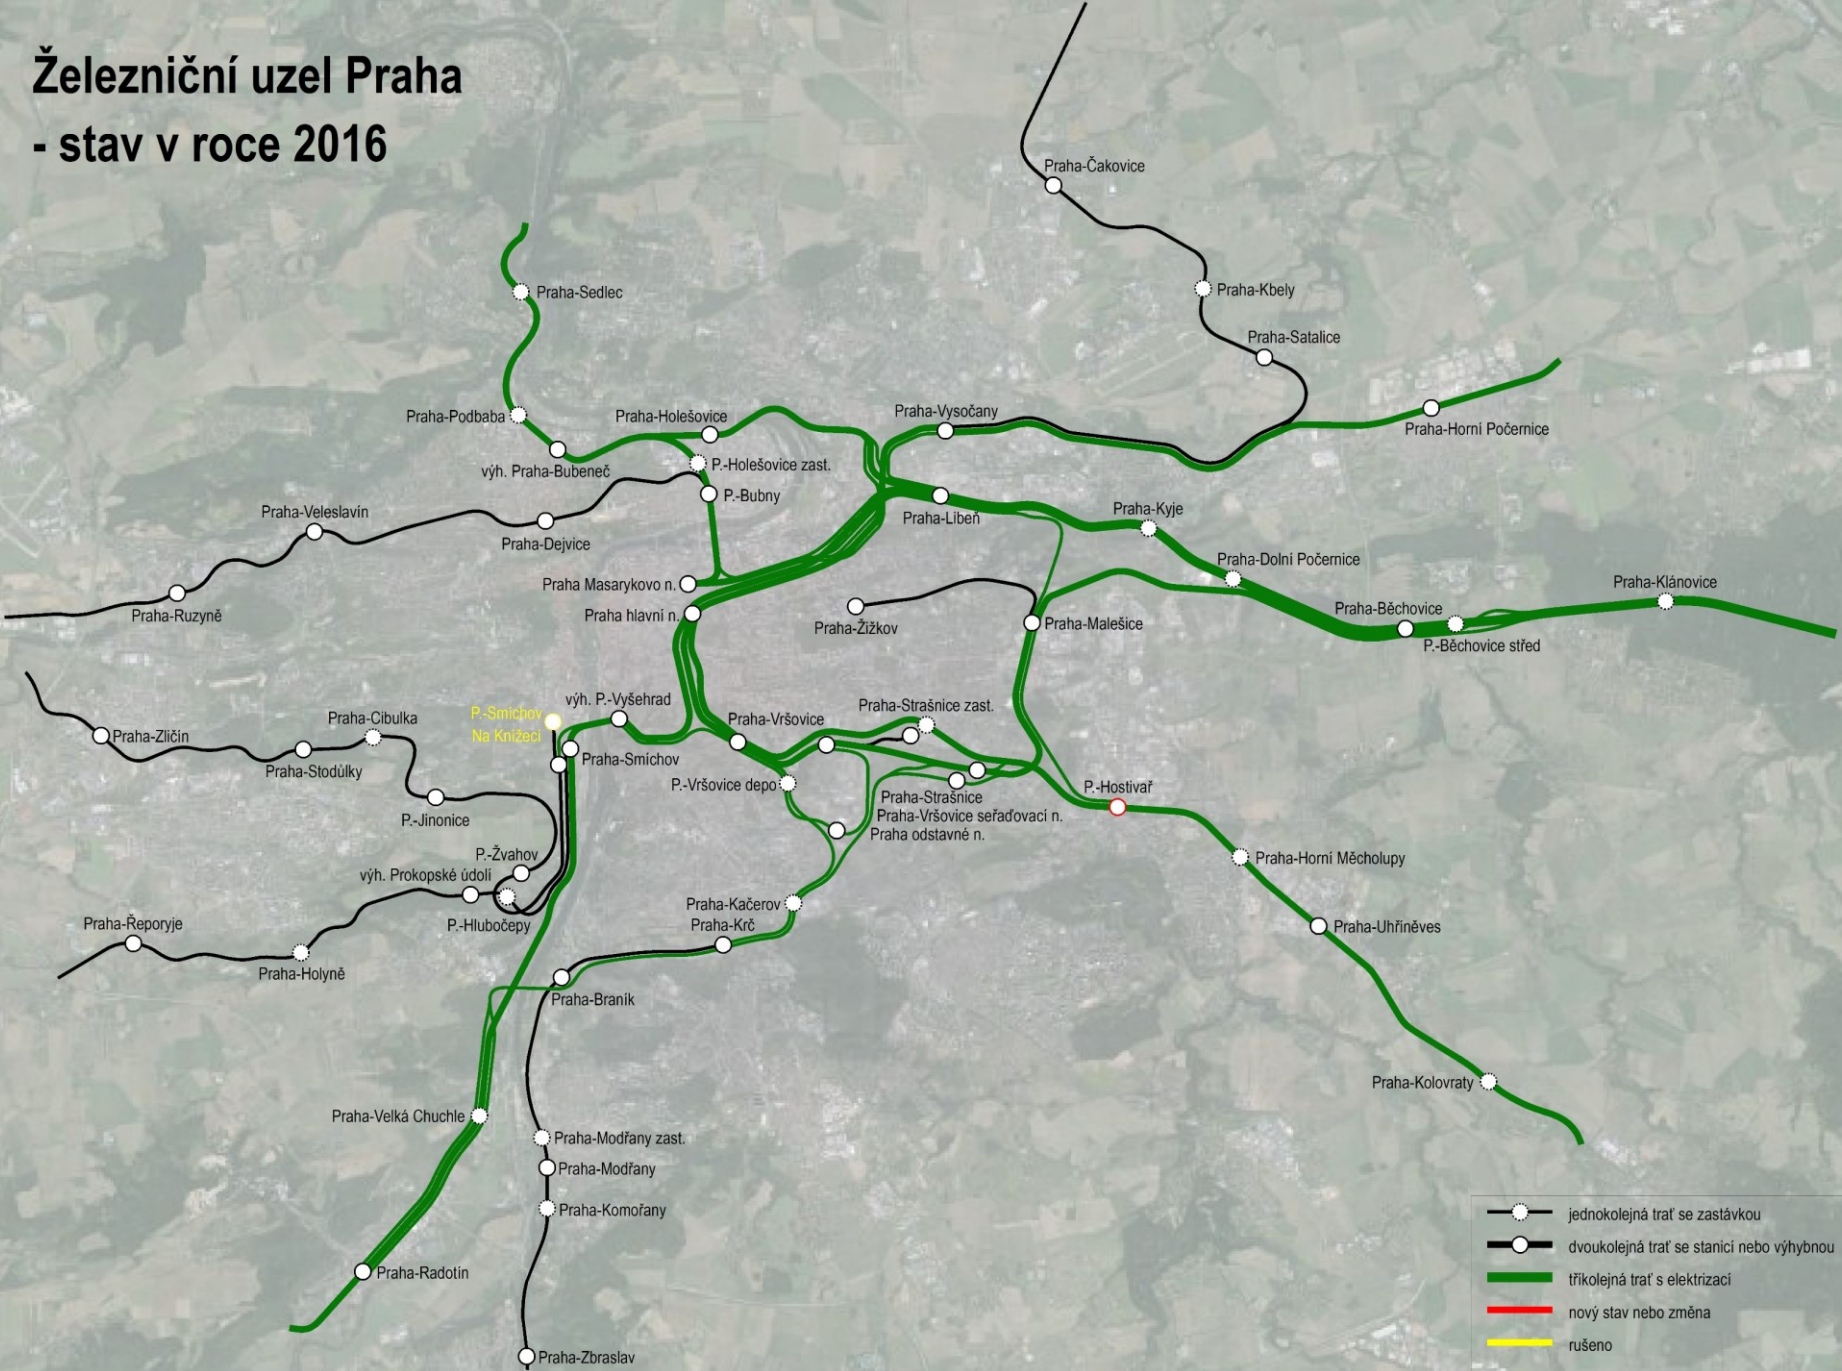 Železniční uzel Praha
- stav v roce 2016
Praha-Čakovice
Praha-Kbely
Praha-Sedlec
Praha-Satalice
Praha-Podbaba
Praha-Holešovice
Praha-Vysočany
Praha-Horní Počernice
výh. Praha-Bubeneč
P.-Holešovice zast.
P.-Bubny
Praha-Veleslavín
Praha-Dejvice
Praha-Libeň
Praha-Kyje
Praha-Dolní Počernice
Praha-Klánovice
Praha Masarykovo n.
Praha-Ruzyně
Praha hlavní n.
Praha-Žižkov
Praha-Malešice
Praha-Běchovice
P.-Běchovice střed
výh. P.-Vyšehrad
P.-Smíchov
Na Knížecí
Praha-Vršovice
Praha-Strašnice zast.
Praha-Cibulka
Praha-Zličín
Praha-Stodůlky
Praha-Smíchov
P.-Vršovice depo
P.-Hostivař
Praha-Strašnice
Praha-Vršovice seřaďovací n.
Praha odstavné n.
P.-Jinonice
P.-Žvahov
výh. Prokopské údolí
Praha-Horní Měcholupy
Praha-Kačerov
Praha-Řeporyje
P.-Hlubočepy
Praha-Krč
Praha-Uhříněves
Praha-Holyně
Praha-Braník
Praha-Kolovraty
Praha-Velká Chuchle
Praha-Modřany zast.
Praha-Modřany
Praha-Komořany
Praha-Radotín
Praha-Zbraslav
jednokolejná trať se zastávkou
dvoukolejná trať se stanicí nebo výhybnou
tříkolejná trať s elektrizací
nový stav nebo změna
rušeno